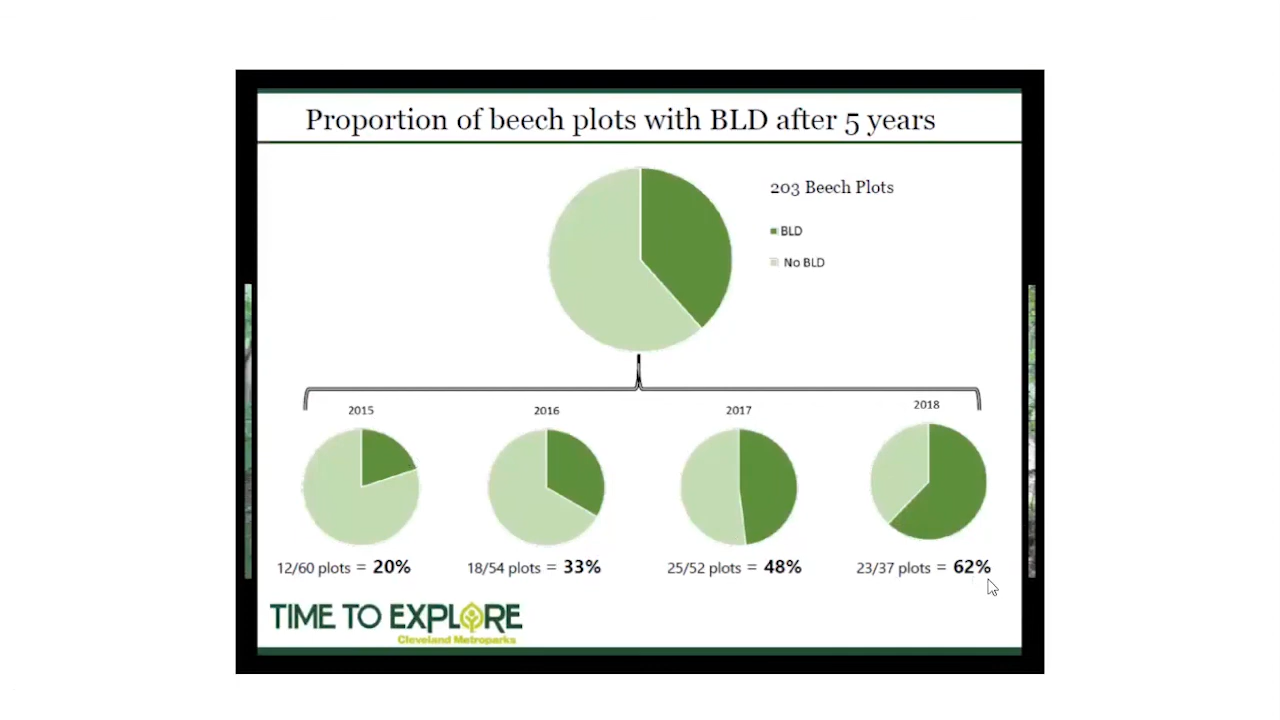 Proportion of beech plots with BLD after 5 years
203 Beech Plots
BLD
No BLD
2015
2016
2017
2018
12/60 plots = 20%
18/54 plots = 33%
25/52 plots = 48%
23/37 plots = 62%
TIME TO EXPLORE
Cleveland Metroparks